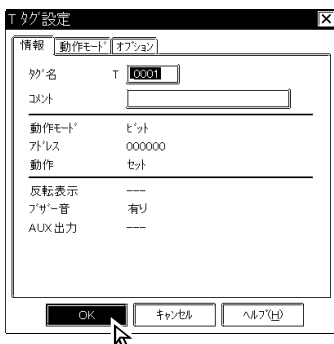 Tタグ設定
情報 動作ﾓｰﾄﾞ ｵﾌﾟｼｮﾝ
ﾀｸﾞ名 T 0001
ｺﾒﾝﾄ
動作ﾓｰﾄﾞ ﾋﾞｯﾄ
ｱﾄﾞﾚｽ 000000
動作 ｾｯﾄ
反転表示 ---
ﾌﾞｻﾞｰ音 有り
AUX出力 ---
OK ｷｬﾝｾﾙ ﾍﾙﾌﾟ(H)